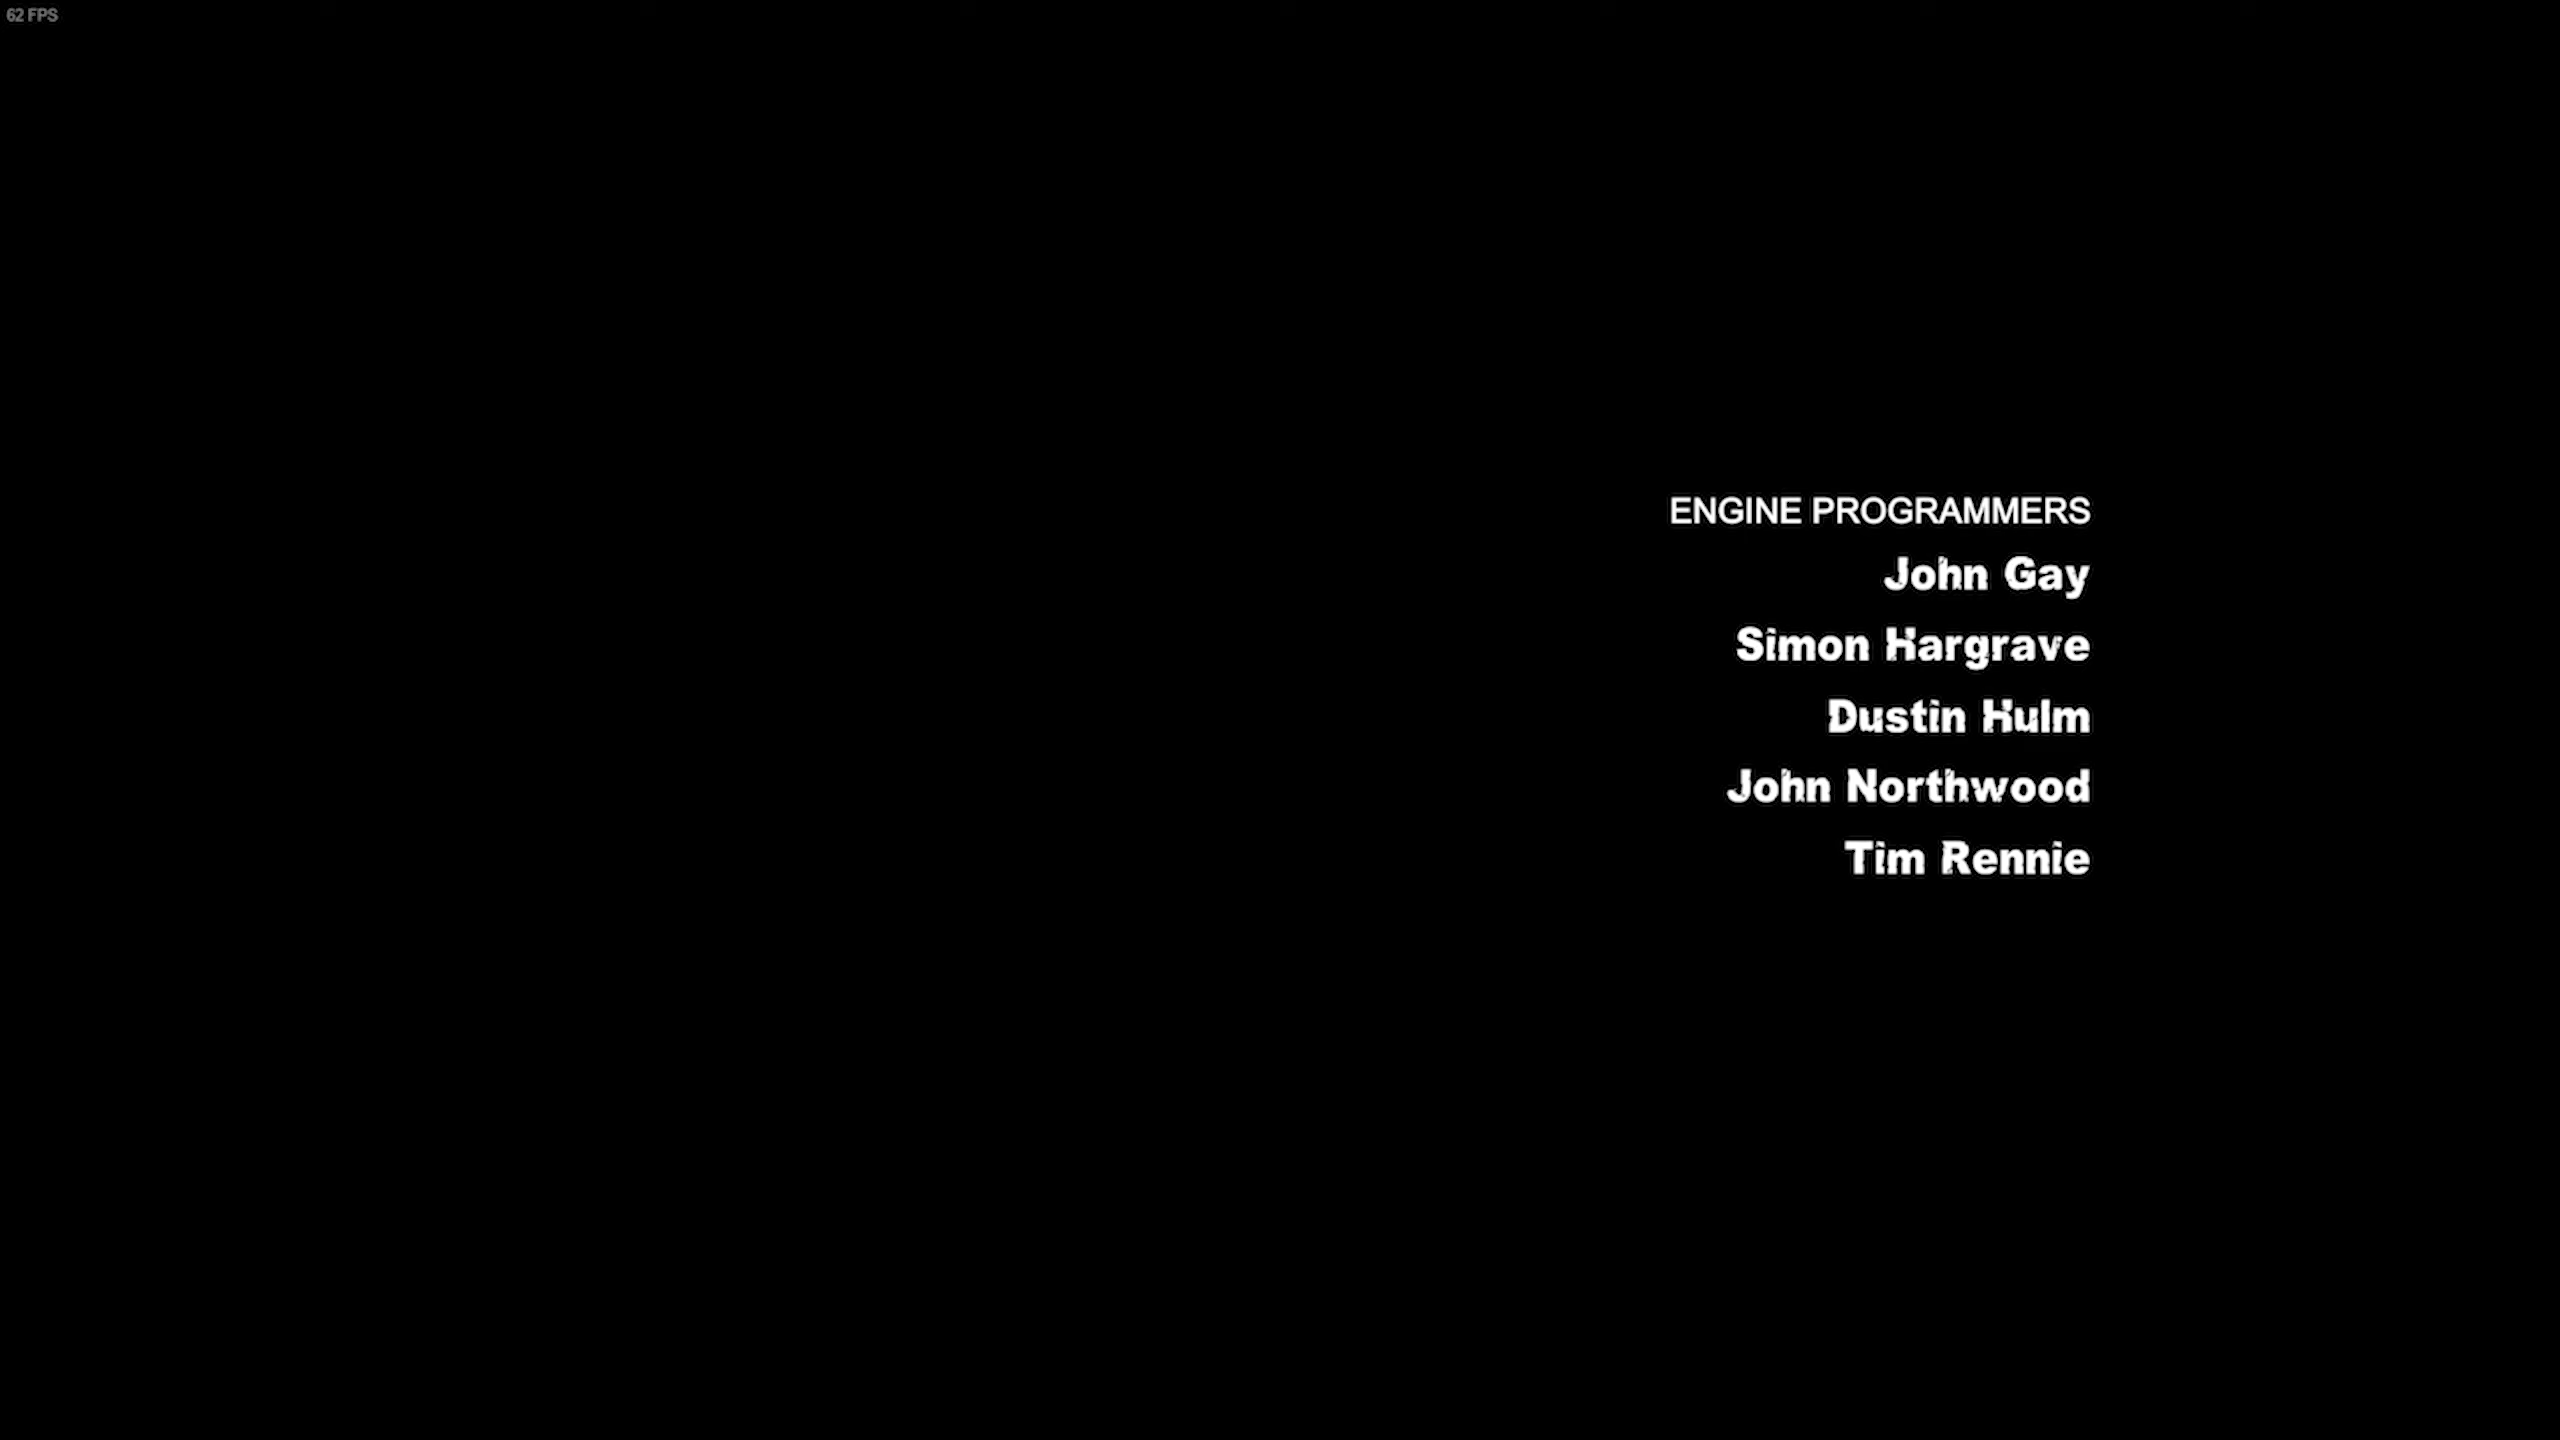 62 FPS
ENGINE PROGRAMMERS
John Gay
Simon Hargrave
Dustin Hulm
John Northwood
Tim Rennie